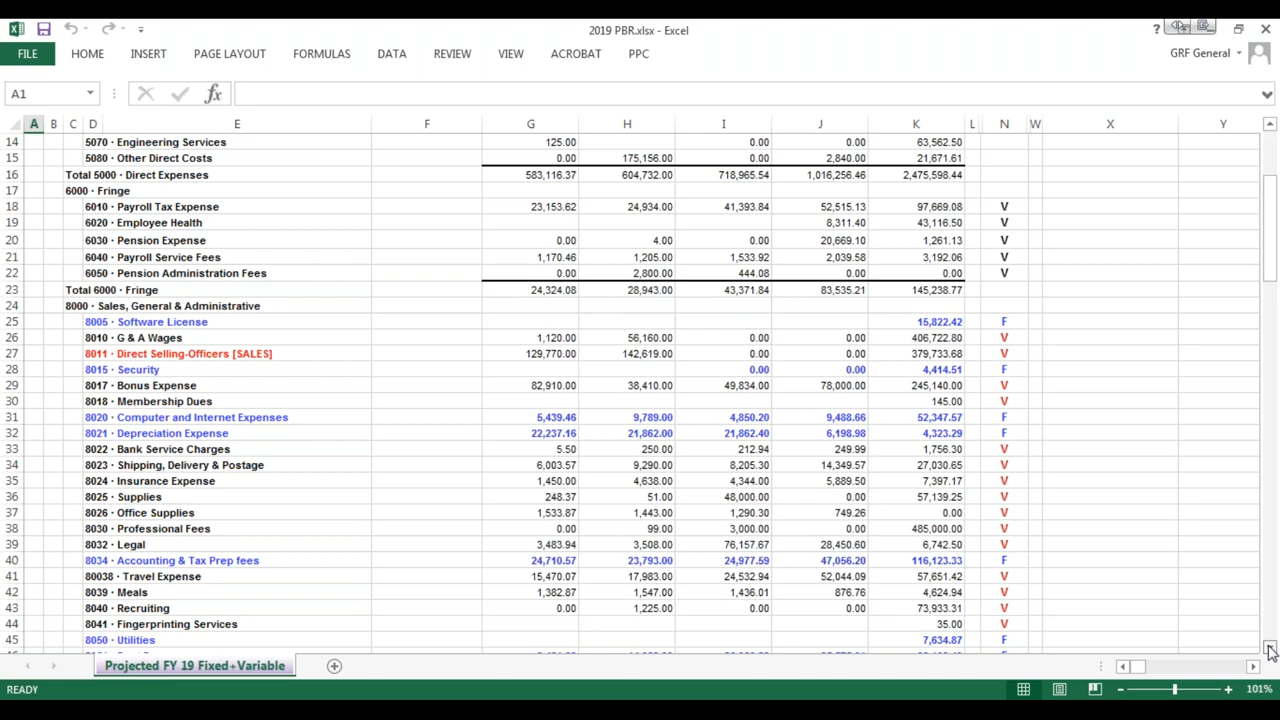 2019 PBR.xlsx - Excel
?
FILE HOME INSERT PAGE LAYOUT FORMULAS DATA REVIEW VIEW ACROBAT PPC
GRF General
A1 fx
A B C D E F G H I J K L N W X Y
14 5070 · Engineering Services 125.00 0.00 0.00 63,562.50
15 5080 · Other Direct Costs 0.00 175,156.00 0.00 2,840.00 21,671.61
16 Total 5000 · Direct Expenses 583,116.37 604,732.00 718,965.54 1,016,256.46 2,475,598.44
17 6000 · Fringe
18 6010 · Payroll Tax Expense 23,153.62 24,934.00 41,393.84 52,515.13 97,669.08 V
19 6020 · Employee Health 8,311.40 43,116.50 V
20 6030 · Pension Expense 0.00 4.00 0.00 20,669.10 1,261.13 V
21 6040 · Payroll Service Fees 1,170.46 1,205.00 1,533.92 2,039.58 3,192.06 V
22 6050 · Pension Administration Fees 0.00 2,800.00 444.08 0.00 0.00 V
23 Total 6000 · Fringe 24,324.08 28,943.00 43,371.84 83,535.21 145,238.77
24 8000 · Sales, General & Administrative
25 8005 · Software License 15,822.42 F
26 8010 · G & A Wages 1,120.00 56,160.00 0.00 0.00 406,722.80 V
27 8011 · Direct Selling-Officers [SALES] 129,770.00 142,619.00 0.00 0.00 379,733.68 V
28 8015 · Security 0.00 0.00 4,414.51 F
29 8017 · Bonus Expense 82,910.00 38,410.00 49,834.00 78,000.00 245,140.00 V
30 8018 · Membership Dues 145.00 V
31 8020 · Computer and Internet Expenses 5,439.46 9,789.00 4,850.20 9,488.66 52,347.57 F
32 8021 · Depreciation Expense 22,237.16 21,862.00 21,862.40 6,198.98 4,323.29 F
33 8022 · Bank Service Charges 5.50 250.00 212.94 249.99 1,756.30 V
34 8023 · Shipping, Delivery & Postage 6,003.57 9,290.00 8,205.30 14,349.57 27,030.65 V
35 8024 · Insurance Expense 1,450.00 4,638.00 4,344.00 5,889.50 7,397.17 V
36 8025 · Supplies 248.37 51.00 48,000.00 0.00 57,139.25 V
37 8026 · Office Supplies 1,533.87 1,443.00 1,290.30 749.26 0.00 V
38 8030 · Professional Fees 0.00 99.00 3,000.00 0.00 485,000.00 V
39 8032 · Legal 3,483.94 3,508.00 76,157.67 28,450.60 6,742.50 V
40 8034 · Accounting & Tax Prep fees 24,710.57 23,793.00 24,977.59 47,056.20 116,123.33 F
41 80038 · Travel Expense 15,470.07 17,983.00 24,532.94 52,044.09 57,651.42 V
42 8039 · Meals 1,382.87 1,547.00 1,436.01 876.76 4,624.94 V
43 8040 · Recruiting 0.00 1,225.00 0.00 0.00 73,933.31 V
44 8041 · Fingerprinting Services 35.00 V
45 8050 · Utilities 7,634.87 F
Projected FY 19 Fixed+Variable
READY 101%